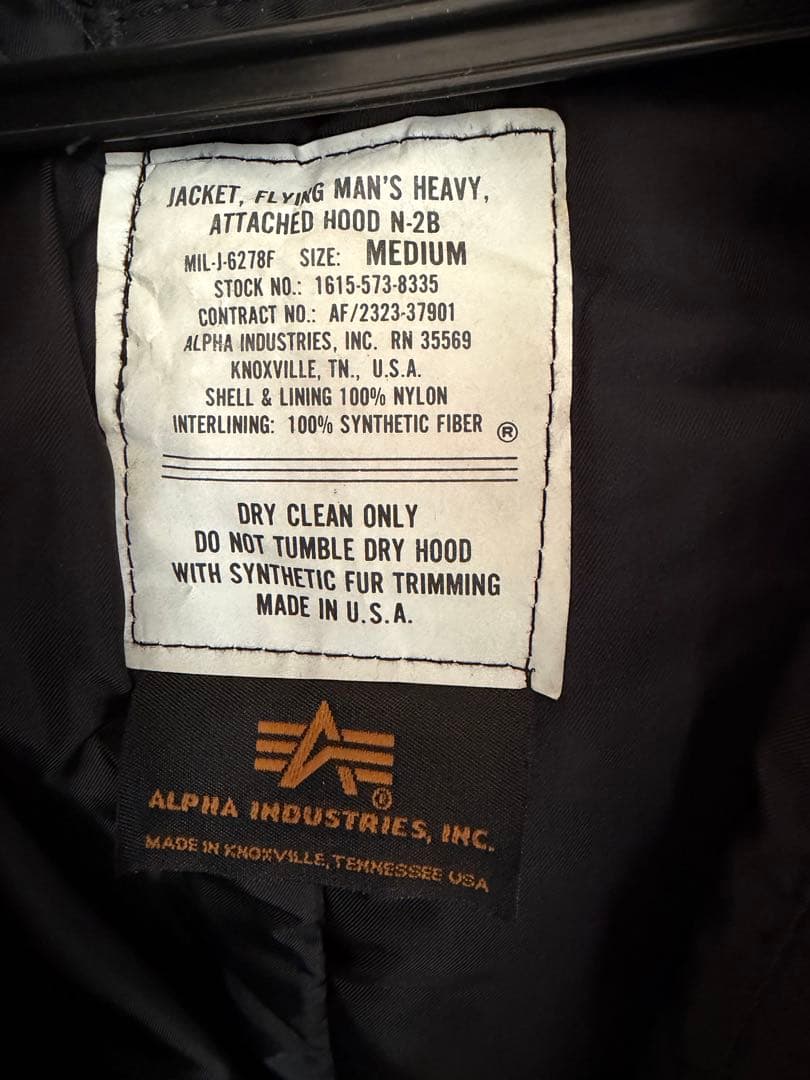 JACKET, FLYING MAN'S HEAVY,
ATTACHED HOOD N-2B
MIL-J-6278F SIZE: MEDIUM
STOCK NO.: 1615-573-8335
CONTRACT NO.: AF/2323-37901
ALPHA INDUSTRIES, INC. RN 35569
KNOXVILLE, TN., U.S.A.
SHELL & LINING 100% NYLON
INTERLINING: 100% SYNTHETIC FIBER ®
DRY CLEAN ONLY
DO NOT TUMBLE DRY HOOD
WITH SYNTHETIC FUR TRIMMING
MADE IN U.S.A.
®
ALPHA INDUSTRIES, INC.
MADE IN KNOXVILLE, TENNESSEE USA